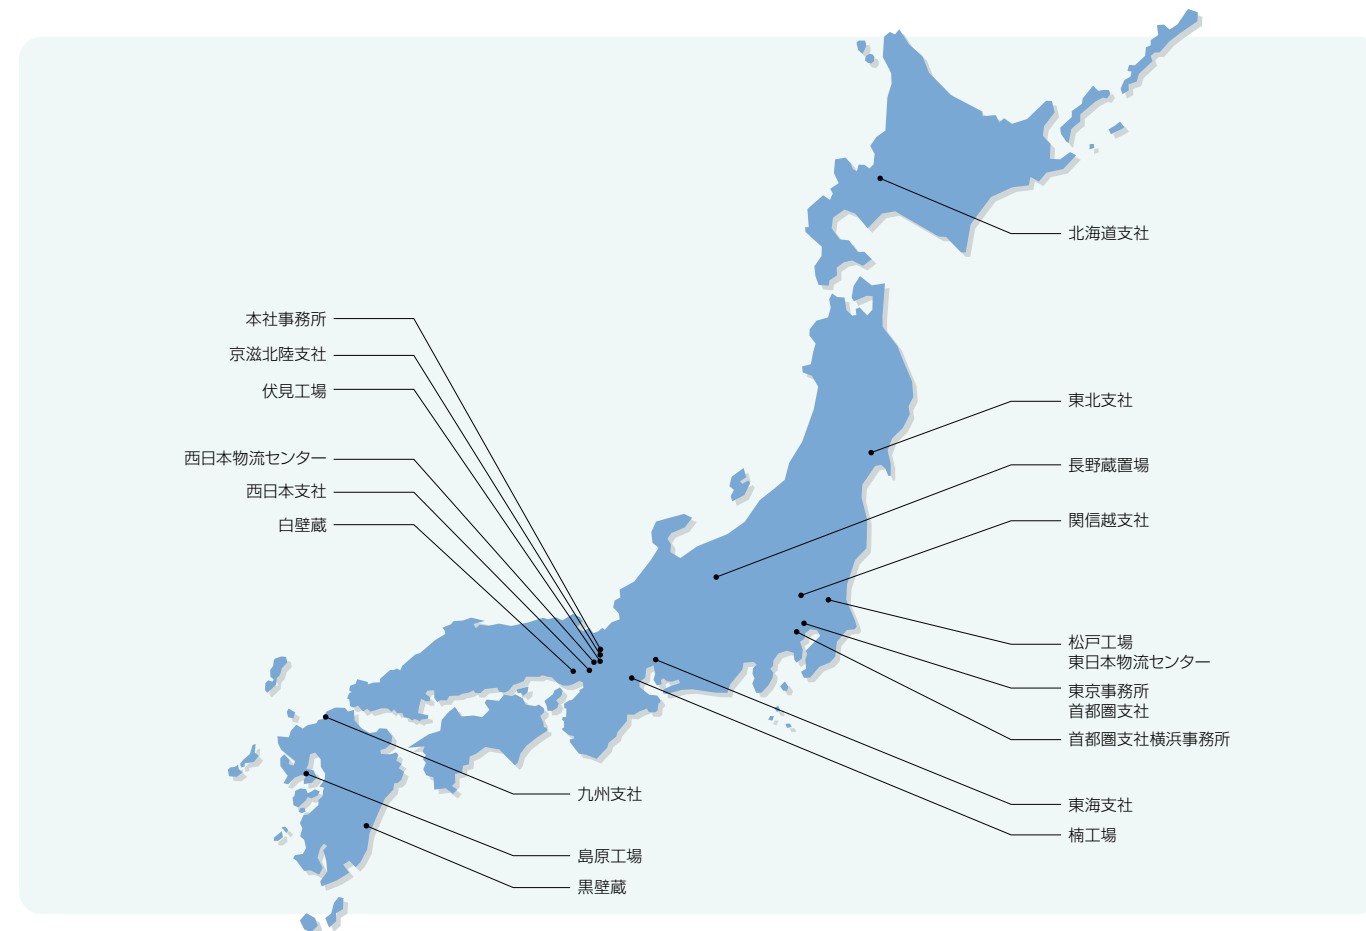 北海道支社
本社事務所
京滋北陸支社
伏見工場
西日本物流センター
西日本支社
白壁蔵
東北支社
長野蔵置場
関信越支社
松戸工場
東日本物流センター
東京事務所
首都圏支社
首都圏支社横浜事務所
東海支社
楠工場
九州支社
島原工場
黒壁蔵